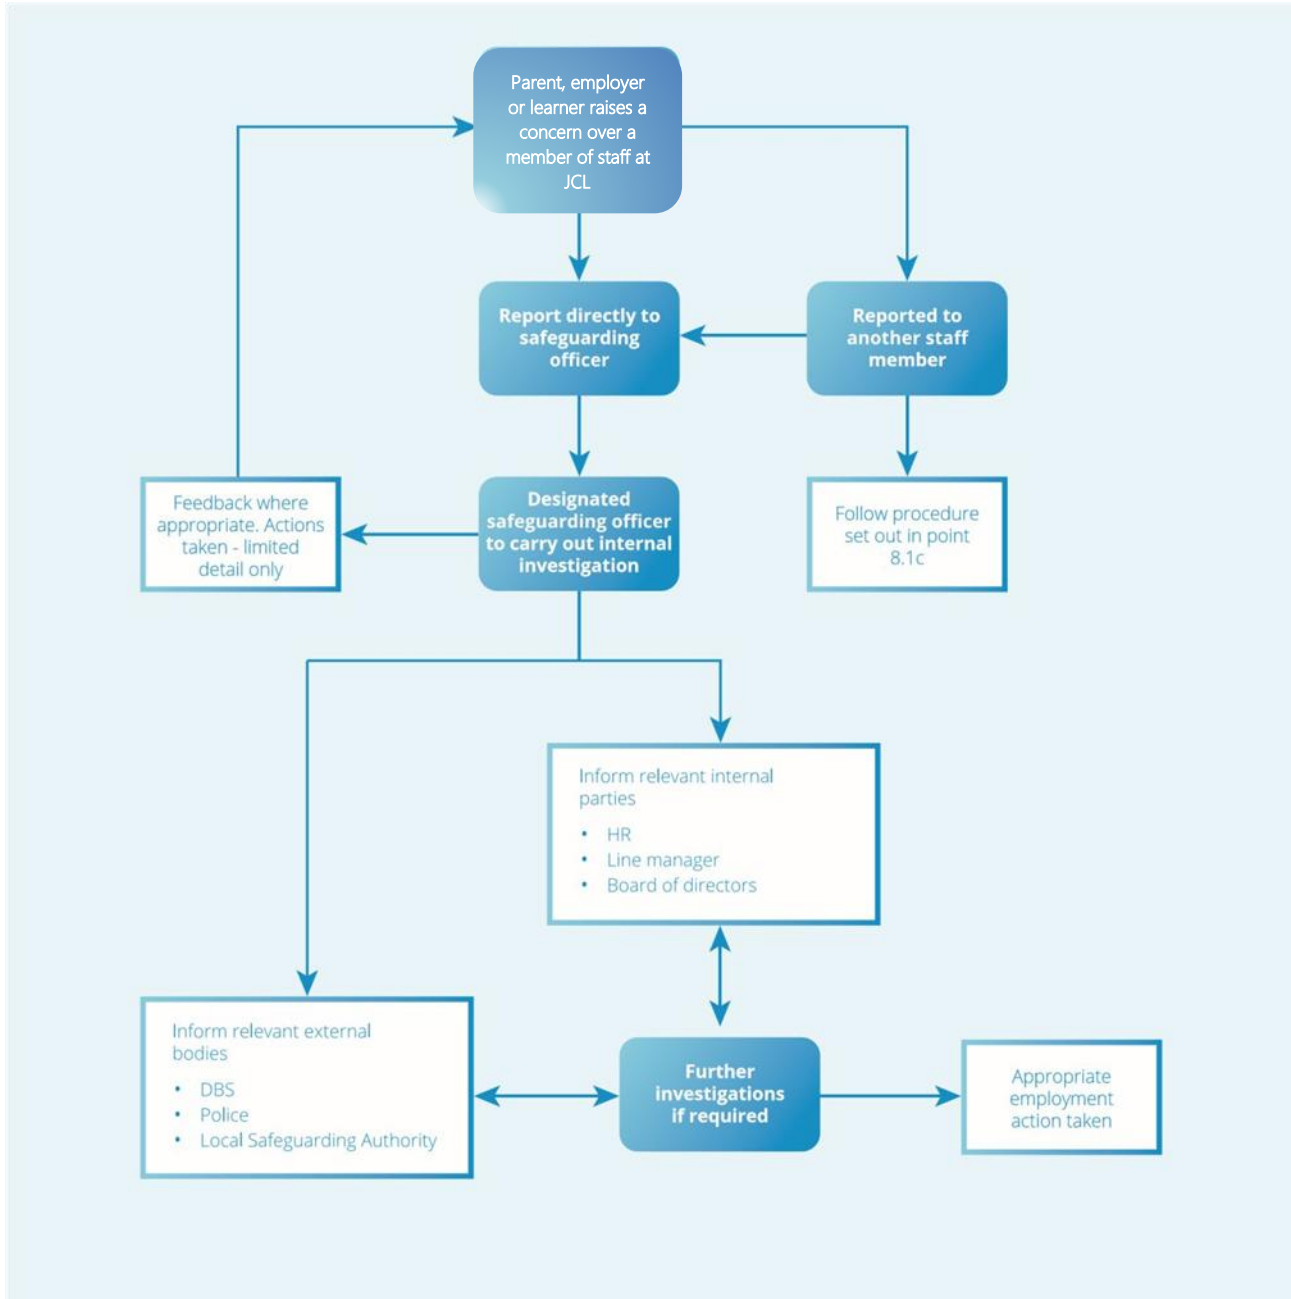 Parent, employer
or learner raises a
concern over a
member of staff at
JCL
Report directly to
safeguarding
officer
Reported to
another staff
member
Feedback where
appropriate. Actions
taken - limited
detail only
Designated
safeguarding officer
to carry out internal
investigation
Follow procedure
set out in point
8.1c
Inform relevant internal
parties
• HR
• Line manager
• Board of directors
Inform relevant external
bodies
• DBS
• Police
• Local Safeguarding Authority
Further
investigations
if required
Appropriate
employment
action taken